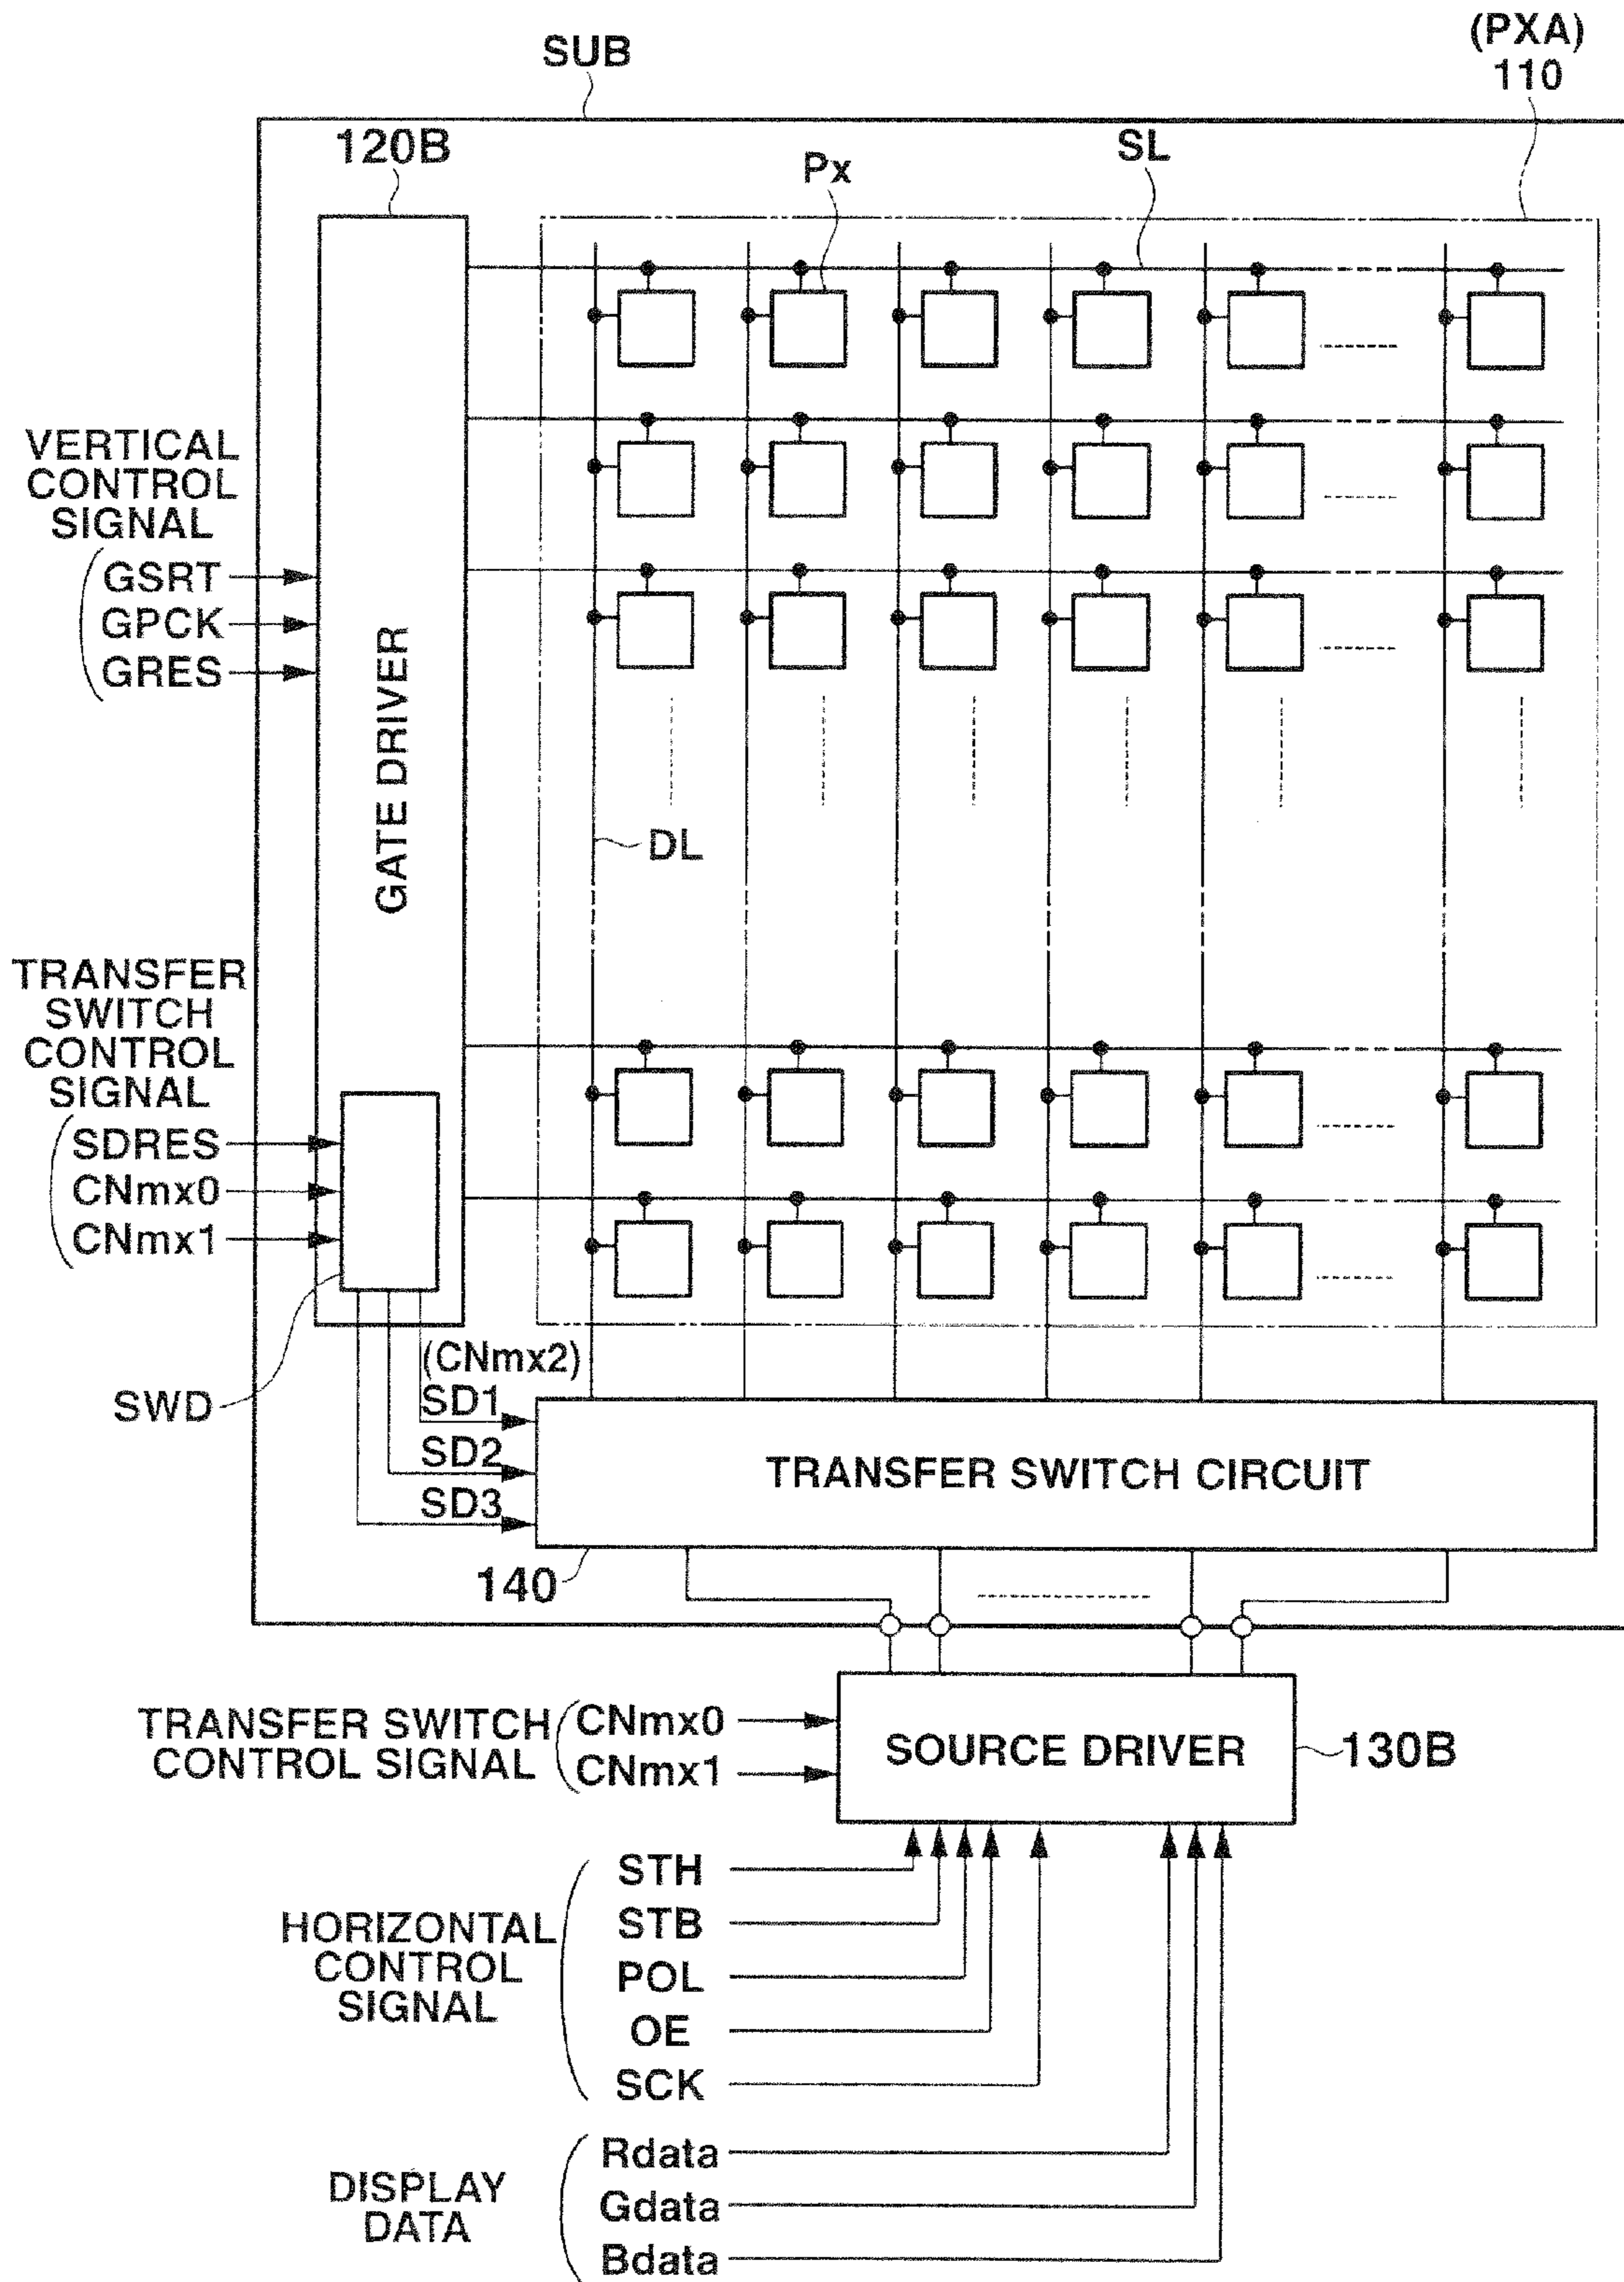 SUB
(PXA)
110
120B
Px
SL
VERTICAL
CONTROL
SIGNAL
GSRT
GPCK
GRES
GATE DRIVER
DL
TRANSFER
SWITCH
CONTROL
SIGNAL
SDRES
CNmx0
CNmx1
SWD
(CNmx2)
SD1
SD2
SD3
TRANSFER SWITCH CIRCUIT
140
TRANSFER SWITCH
CONTROL SIGNAL
CNmx0
CNmx1
SOURCE DRIVER
130B
HORIZONTAL
CONTROL
SIGNAL
STH
STB
POL
OE
SCK
DISPLAY
DATA
Rdata
Gdata
Bdata